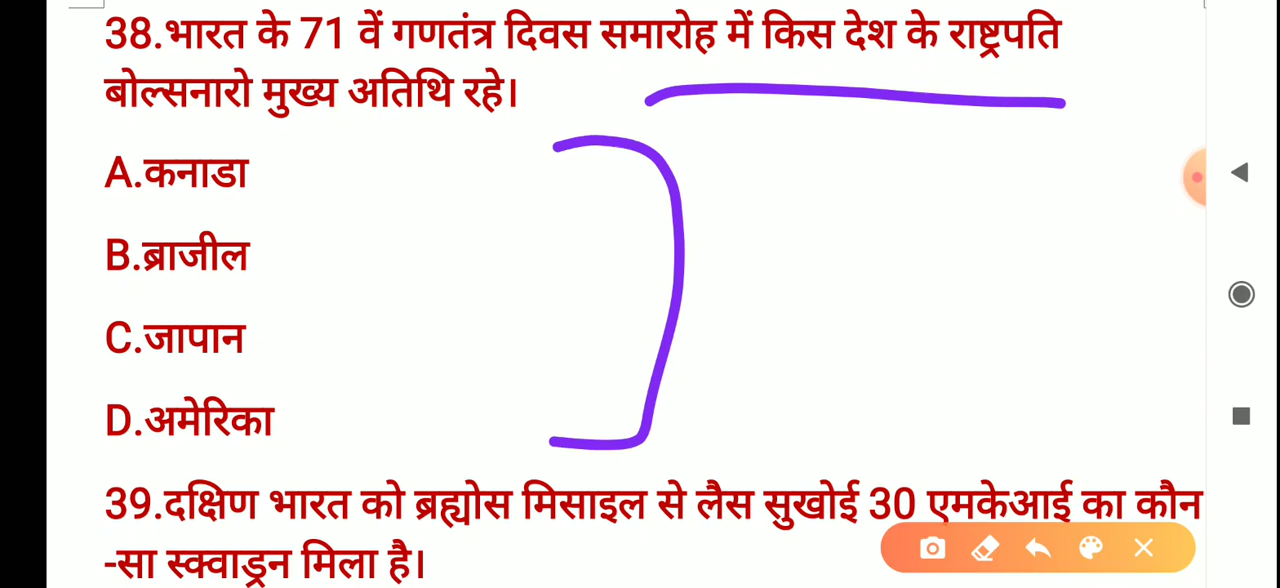 38.भारत के 71 वें गणतंत्र दिवस समारोह में किस देश के राष्ट्रपति
बोल्सनारो मुख्य अतिथि रहे।
A.कनाडा
B.ब्राजील
C.जापान
D.अमेरिका
39.दक्षिण भारत को ब्रह्योस मिसाइल से लैस सुखोई 30 एमकेआई का कौन
-सा स्क्वाड्रन मिला है।